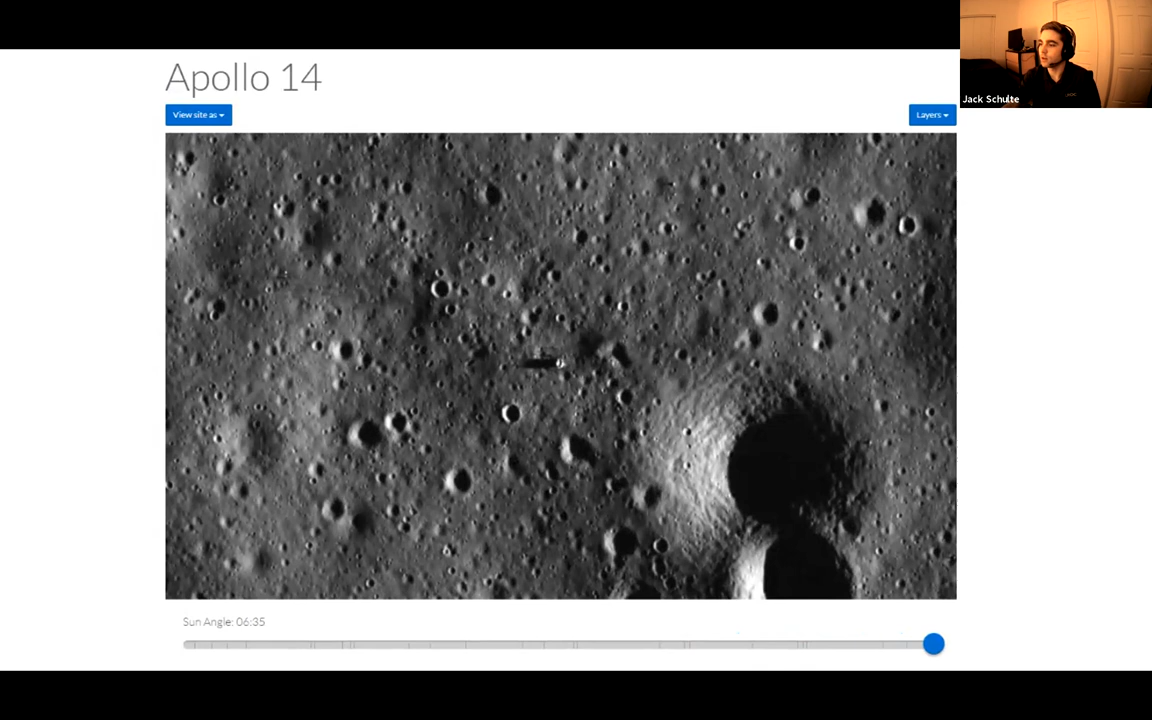 Apollo 14
View site as
Layers
Jack Schulte
Sun Angle: 06:35